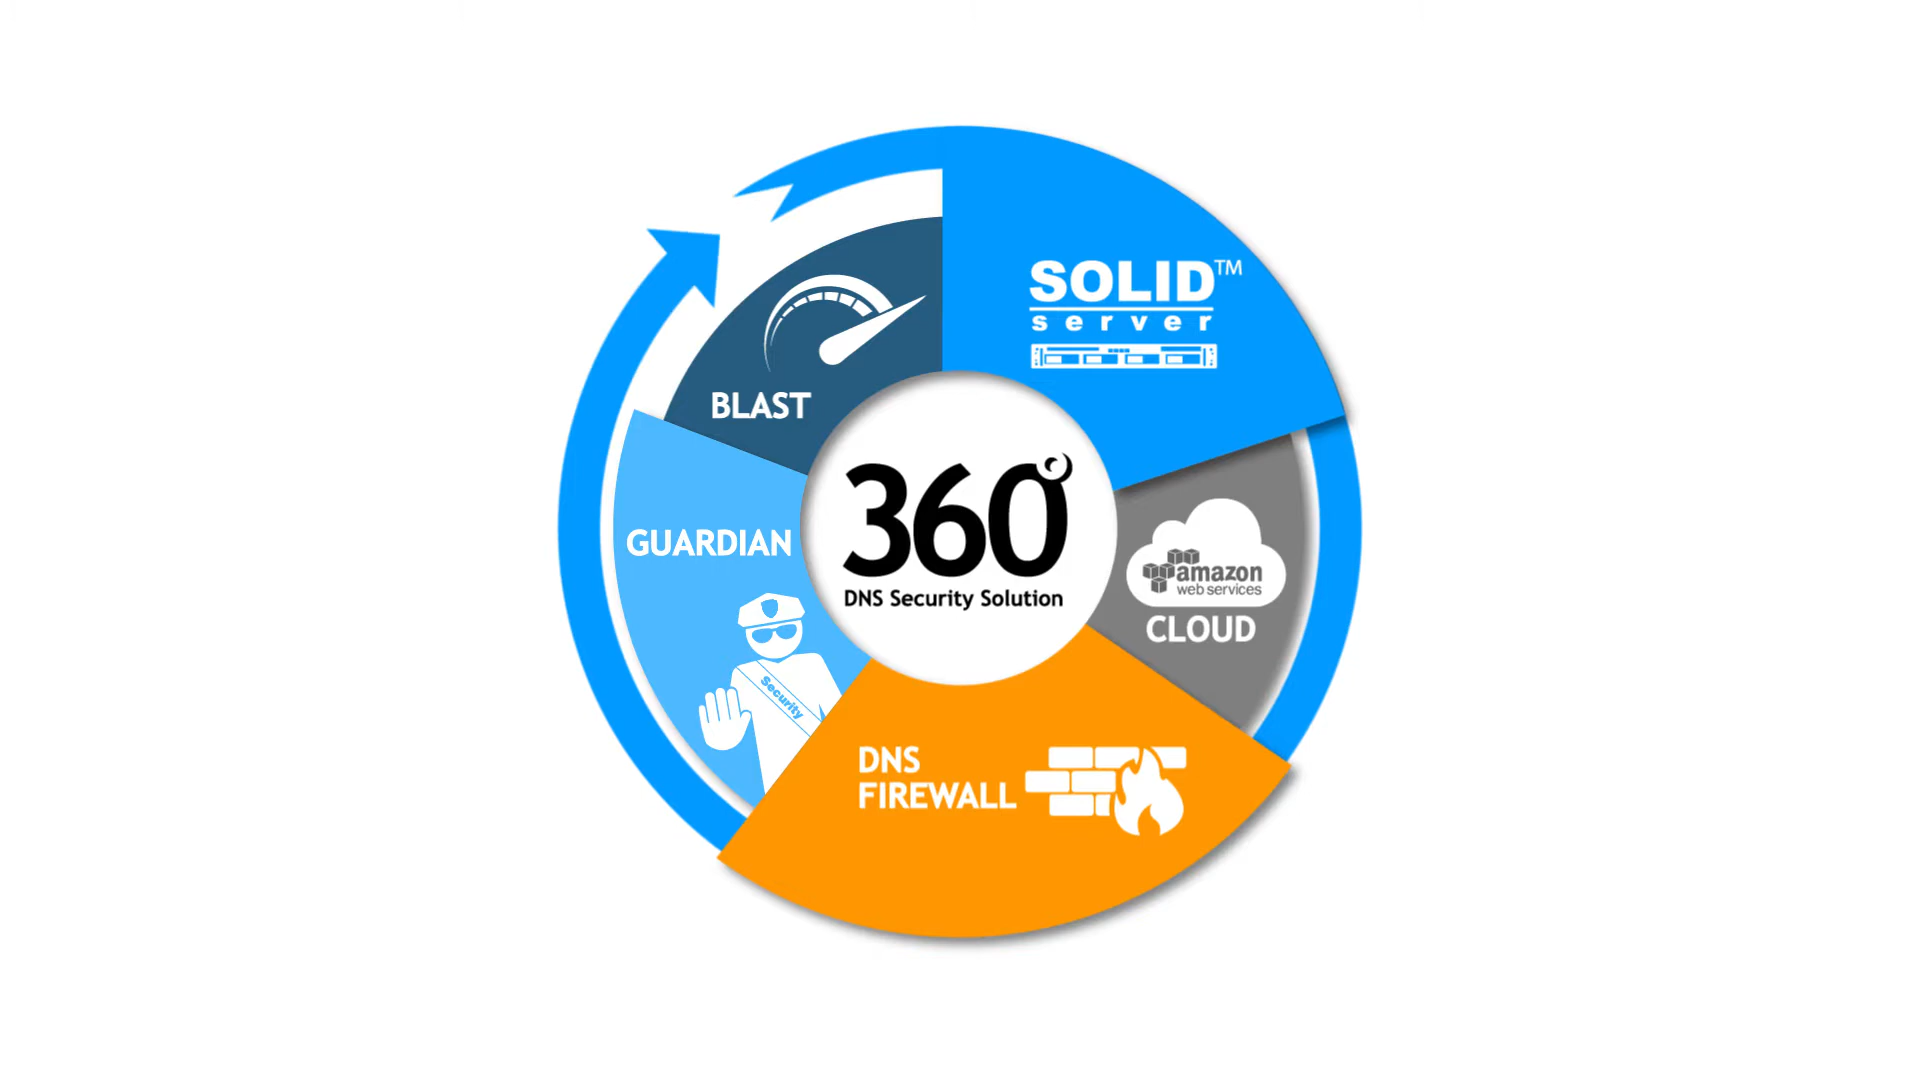 SOLID™
server
BLAST
GUARDIAN
Security
360°
DNS Security Solution
amazon
web services
CLOUD
DNS
FIREWALL